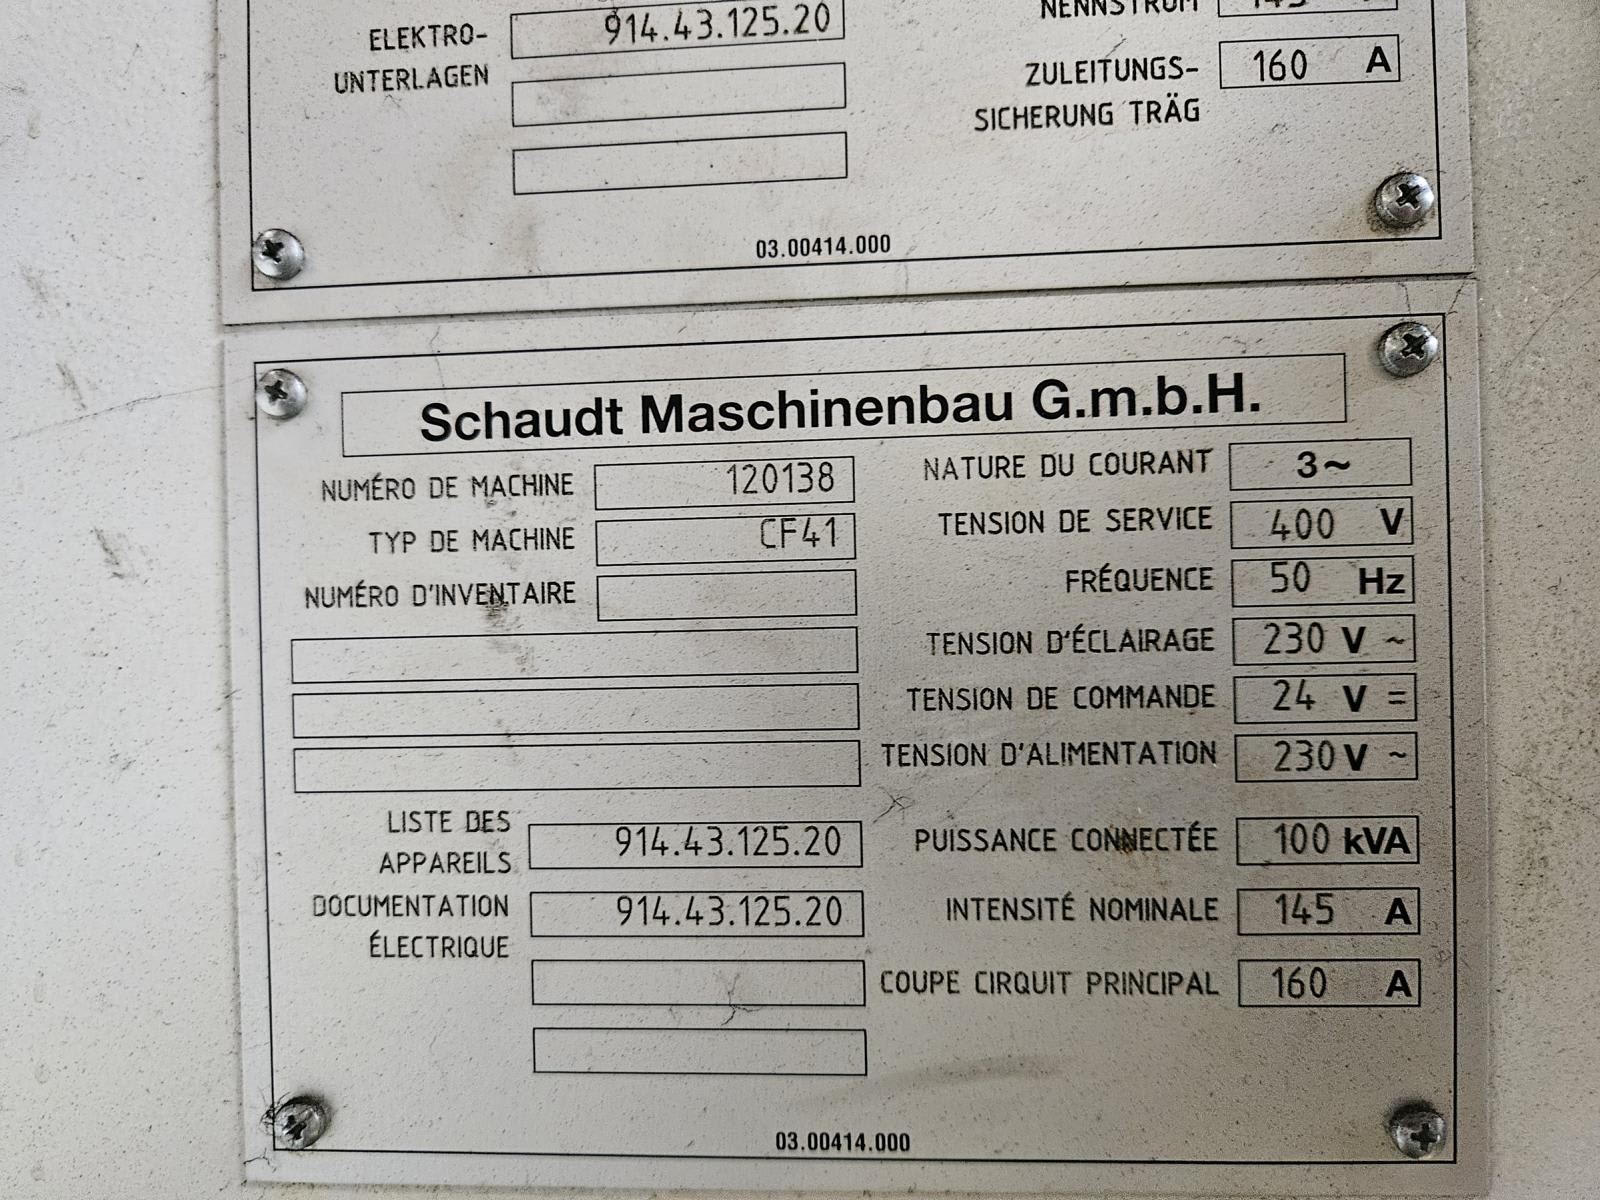 NENNSTROM 145 A
ELEKTRO- 914.43.125.20
UNTERLAGEN
ZULEITUNGS- 160 A
SICHERUNG TRÄG
03.00414.000
Schaudt Maschinenbau G.m.b.H.
NUMÉRO DE MACHINE 120138
TYP DE MACHINE CF41
NUMÉRO D'INVENTAIRE
LISTE DES
APPAREILS 914.43.125.20
DOCUMENTATION 914.43.125.20
ÉLECTRIQUE
NATURE DU COURANT 3~
TENSION DE SERVICE 400 V
FRÉQUENCE 50 Hz
TENSION D'ÉCLAIRAGE 230 V ~
TENSION DE COMMANDE 24 V =
TENSION D'ALIMENTATION 230 V ~
PUISSANCE CONNECTÉE 100 kVA
INTENSITÉ NOMINALE 145 A
COUPE CIRQUIT PRINCIPAL 160 A
03.00414.000